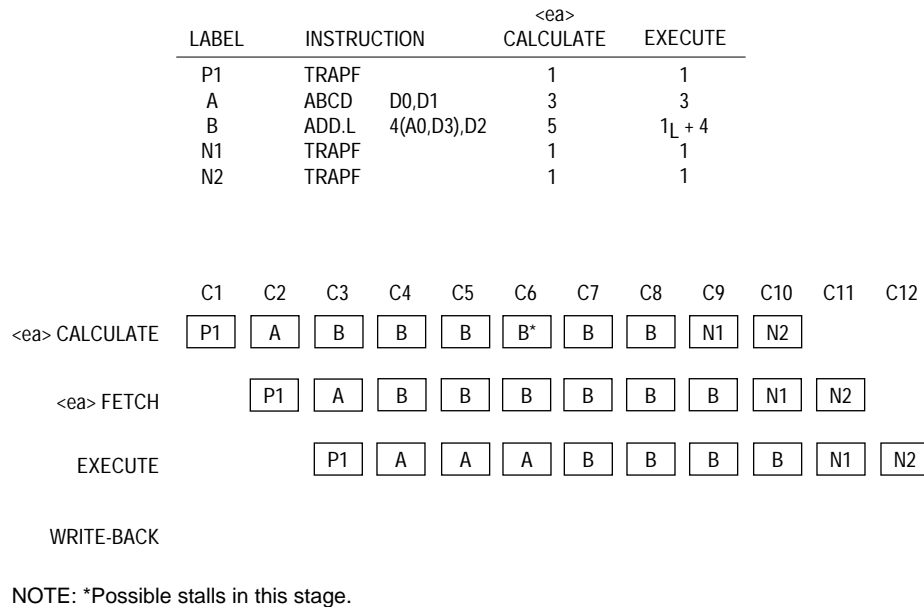 <ea>
LABEL INSTRUCTION CALCULATE EXECUTE
P1 TRAPF 1 1
A ABCD D0,D1 3 3
B ADD.L 4(A0,D3),D2 5 1L + 4
N1 TRAPF 1 1
N2 TRAPF 1 1
C1 C2 C3 C4 C5 C6 C7 C8 C9 C10 C11 C12
<ea> CALCULATE P1 A B B B B* B B N1 N2
<ea> FETCH P1 A B B B B B B N1 N2
EXECUTE P1 A A A B B B B N1 N2
WRITE-BACK
NOTE: *Possible stalls in this stage.